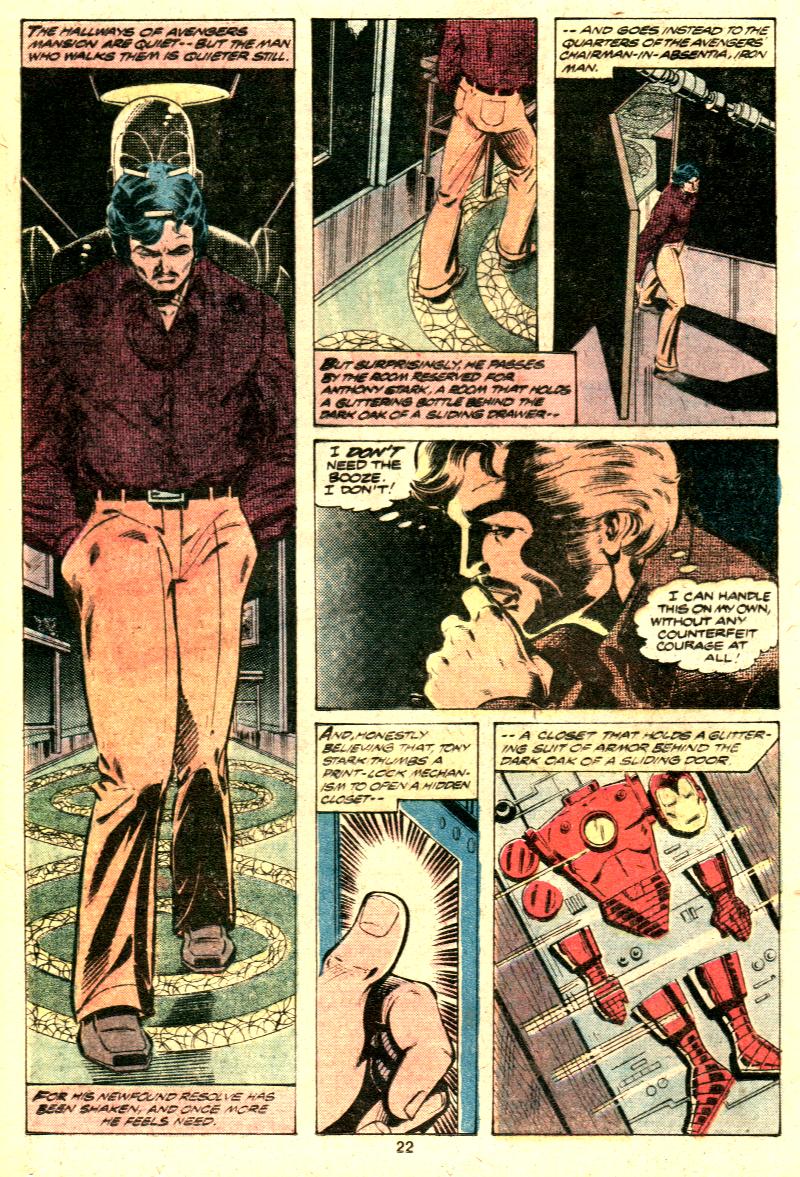 THE HALLWAYS OF AVENGERS
MANSION ARE QUIET--BUT THE MAN
WHO WALKS THEM IS QUIETER STILL.
FOR HIS NEWFOUND RESOLVE HAS
BEEN SHAKEN, AND ONCE MORE
HE FEELS NEED.
BUT SURPRISINGLY, HE PASSES
BY THE ROOM RESERVED FOR
ANTHONY STARK, A ROOM THAT HOLDS
A GLITTERING BOTTLE BEHIND THE
DARK OAK OF A SLIDING DRAWER--
-- AND GOES INSTEAD TO THE
QUARTERS OF THE AVENGERS'
CHAIRMAN-IN-ABSENTIA, IRON
MAN.
I DON'T
NEED THE
BOOZE.
I DON'T!
I CAN HANDLE
THIS ON MY OWN,
WITHOUT ANY
COUNTERFEIT
COURAGE AT
ALL!
AND, HONESTLY
BELIEVING THAT, TONY
STARK THUMBS A
PRINT-LOCK MECHAN-
ISM TO OPEN A HIDDEN
CLOSET--
-- A CLOSET THAT HOLDS A GLITTER-
ING SUIT OF ARMOR BEHIND THE
DARK OAK OF A SLIDING DOOR.
22